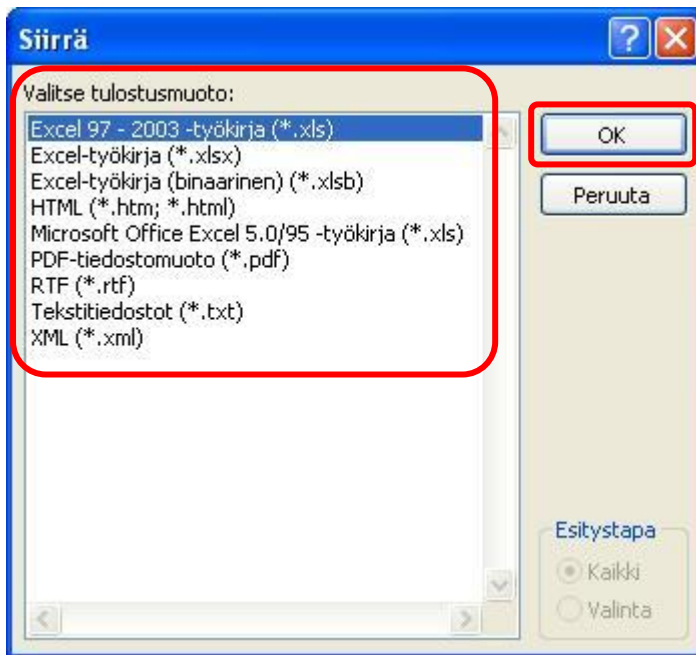 Siirrä
Valitse tulostusmuoto:
Excel 97 - 2003 -työkirja (*.xls)
Excel-työkirja (*.xlsx)
Excel-työkirja (binaarinen) (*.xlsb)
HTML (*.htm; *.html)
Microsoft Office Excel 5.0/95 -työkirja (*.xls)
PDF-tiedostomuoto (*.pdf)
RTF (*.rtf)
Tekstitiedostot (*.txt)
XML (*.xml)
OK
Peruuta
Esitystapa
Kaikki
Valinta